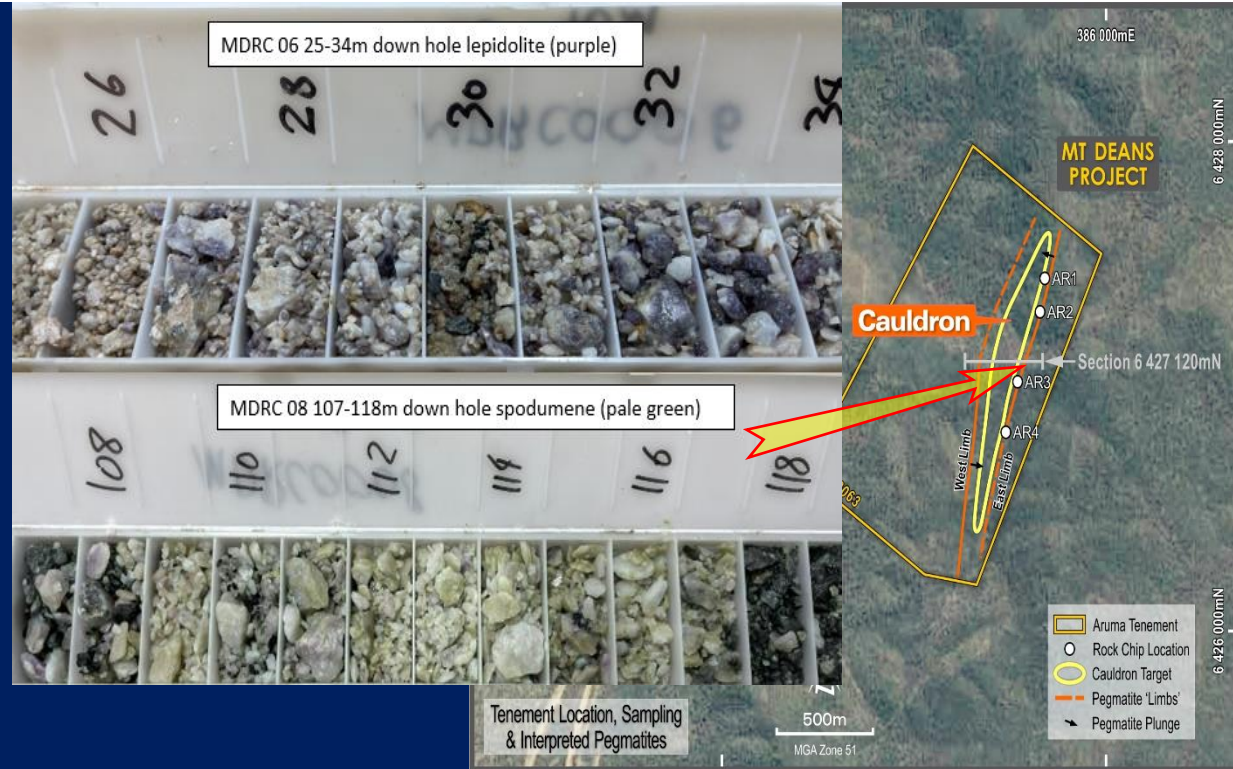 MDRC 06 25-34m down hole lepidolite (purple)
26 28 30 32 34
MDRC 08 107-118m down hole spodumene (pale green)
108 110 112 114 116 118
386 000mE
6 428 000mN
MT DEANS
PROJECT
AR1
AR2
Cauldron
Section 6 427 120mN
AR3
AR4
West Limb
East Limb
063
6 426 000mN
Aruma Tenement
Rock Chip Location
Cauldron Target
Pegmatite 'Limbs'
Pegmatite Plunge
Tenement Location, Sampling
& Interpreted Pegmatites
500m
MGA Zone 51